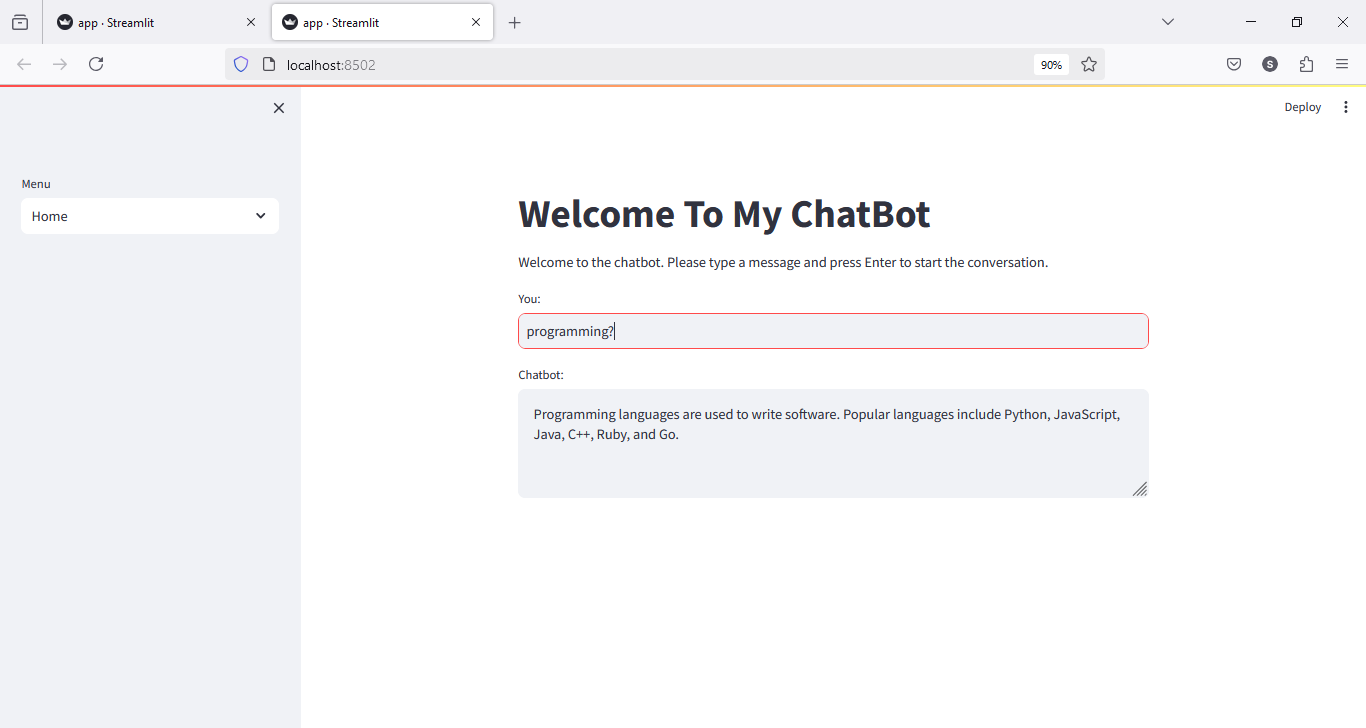 app · Streamlit
app · Streamlit
localhost:8502
90%
S
Deploy
Menu
Home
Welcome To My ChatBot
Welcome to the chatbot. Please type a message and press Enter to start the conversation.
You:
programming?
Chatbot:
Programming languages are used to write software. Popular languages include Python, JavaScript,
Java, C++, Ruby, and Go.